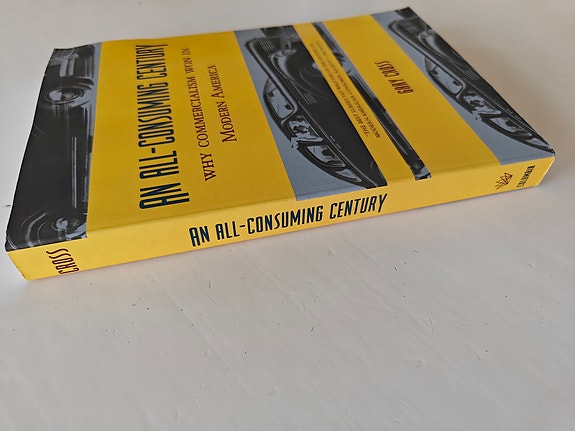 AN ALL-CONSUMING CENTURY
WHY COMMERCIALISM WON IN
MODERN AMERICA
GARY CROSS
CROSS
AN ALL-CONSUMING CENTURY
COLUMBIA